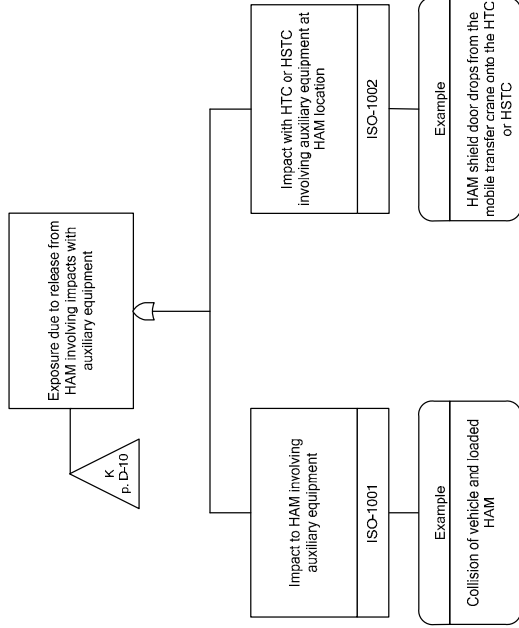 Exposure due to release from
HAM involving impacts with
auxiliary equipment
K
p. D-10
Impact to HAM involving
auxiliary equipment
ISO-1001
Example
Collision of vehicle and loaded
HAM
Impact with HTC or HSTC
involving auxiliary equipment at
HAM location
ISO-1002
Example
HAM shield door drops from the
mobile transfer crane onto the HTC
or HSTC